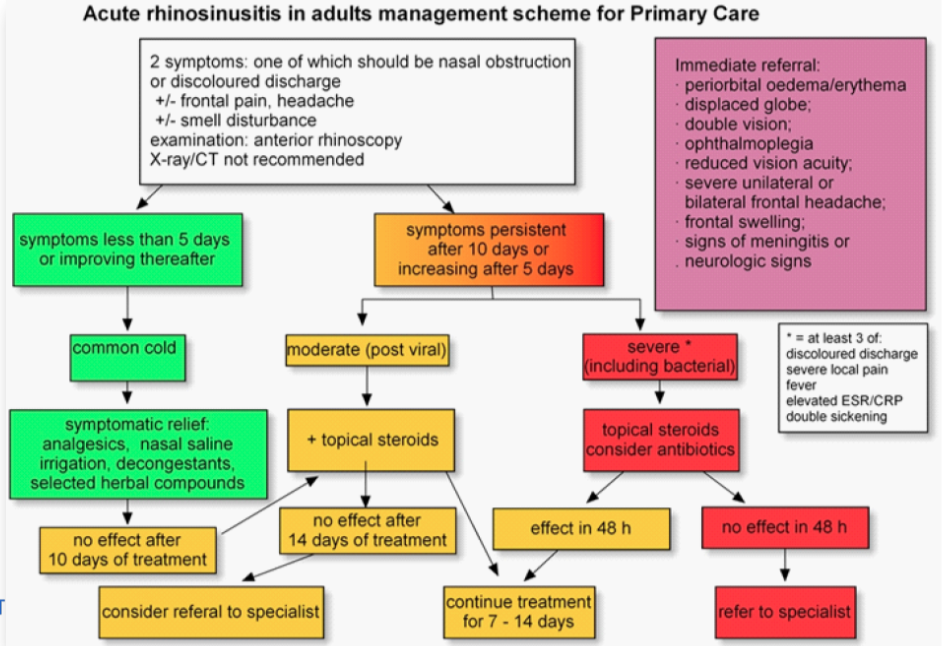 Acute rhinosinusitis in adults management scheme for Primary Care
2 symptoms: one of which should be nasal obstruction
or discoloured discharge
+/- frontal pain, headache
+/- smell disturbance
examination: anterior rhinoscopy
X-ray/CT not recommended
Immediate referral:
· periorbital oedema/erythema
· displaced globe;
· double vision;
· ophthalmoplegia
· reduced vision acuity;
· severe unilateral or
bilateral frontal headache;
· frontal swelling;
· signs of meningitis or
. neurologic signs
symptoms less than 5 days
or improving thereafter
symptoms persistent
after 10 days or
increasing after 5 days
common cold
moderate (post viral)
severe *
(including bacterial)
* = at least 3 of:
discoloured discharge
severe local pain
fever
elevated ESR/CRP
double sickening
symptomatic relief:
analgesics, nasal saline
irrigation, decongestants,
selected herbal compounds
+ topical steroids
topical steroids
consider antibiotics
no effect after
10 days of treatment
no effect after
14 days of treatment
effect in 48 h
no effect in 48 h
consider referal to specialist
continue treatment
for 7 - 14 days
refer to specialist